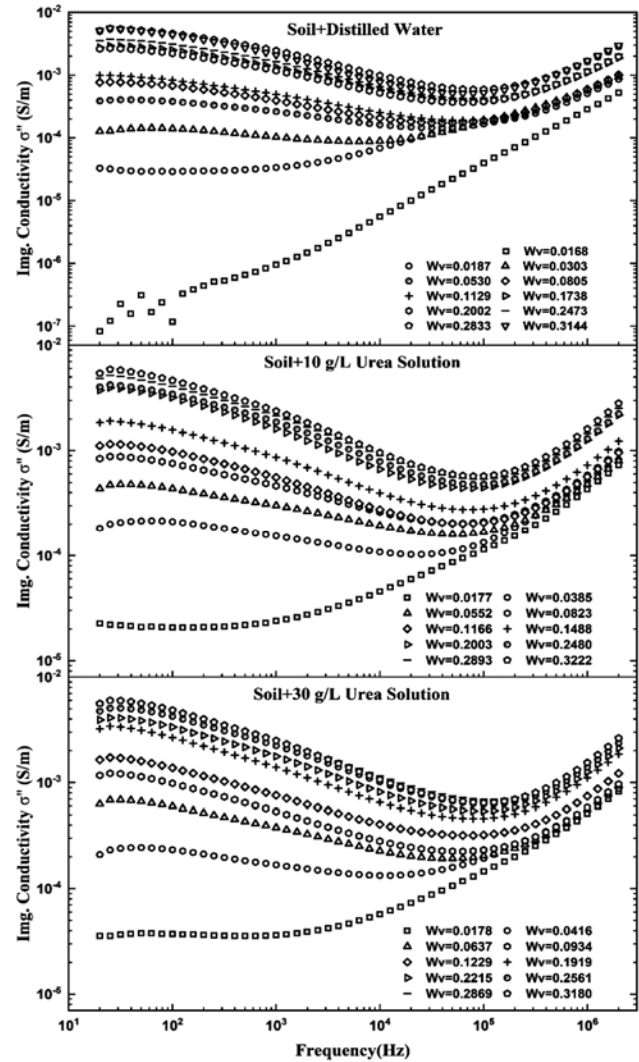 Soil+Distilled Water
Img. Conductivity σ'' (S/m)
10⁻²
10⁻³
10⁻⁴
10⁻⁵
10⁻⁶
10⁻⁷
Wv=0.0168
Wv=0.0187 Wv=0.0303
Wv=0.0530 Wv=0.0805
Wv=0.1129 Wv=0.1738
Wv=0.2002 Wv=0.2473
Wv=0.2833 Wv=0.3144
Soil+10 g/L Urea Solution
Img. Conductivity σ'' (S/m)
10⁻²
10⁻³
10⁻⁴
10⁻⁵
Wv=0.0177 Wv=0.0385
Wv=0.0552 Wv=0.0823
Wv=0.1166 Wv=0.1488
Wv=0.2003 Wv=0.2480
Wv=0.2893 Wv=0.3222
Soil+30 g/L Urea Solution
Img. Conductivity σ'' (S/m)
10⁻²
10⁻³
10⁻⁴
10⁻⁵
Wv=0.0178 Wv=0.0416
Wv=0.0637 Wv=0.0934
Wv=0.1229 Wv=0.1919
Wv=0.2215 Wv=0.2561
Wv=0.2869 Wv=0.3180
10¹ 10² 10³ 10⁴ 10⁵ 10⁶ 10⁷
Frequency(Hz)